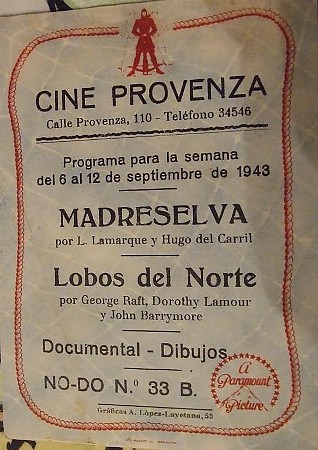 CINE PROVENZA
Calle Provenza, 110 - Teléfono 34546
Programa para la semana
del 6 al 12 de septiembre de 1943
MADRESELVA
por L. Lamarque y Hugo del Carril
Lobos del Norte
por George Raft, Dorothy Lamour
y John Barrymore
Documental - Dibujos
NO-DO N.º 33 B.
A
Paramount
Picture
Gráficas A. López-Layetana, 53